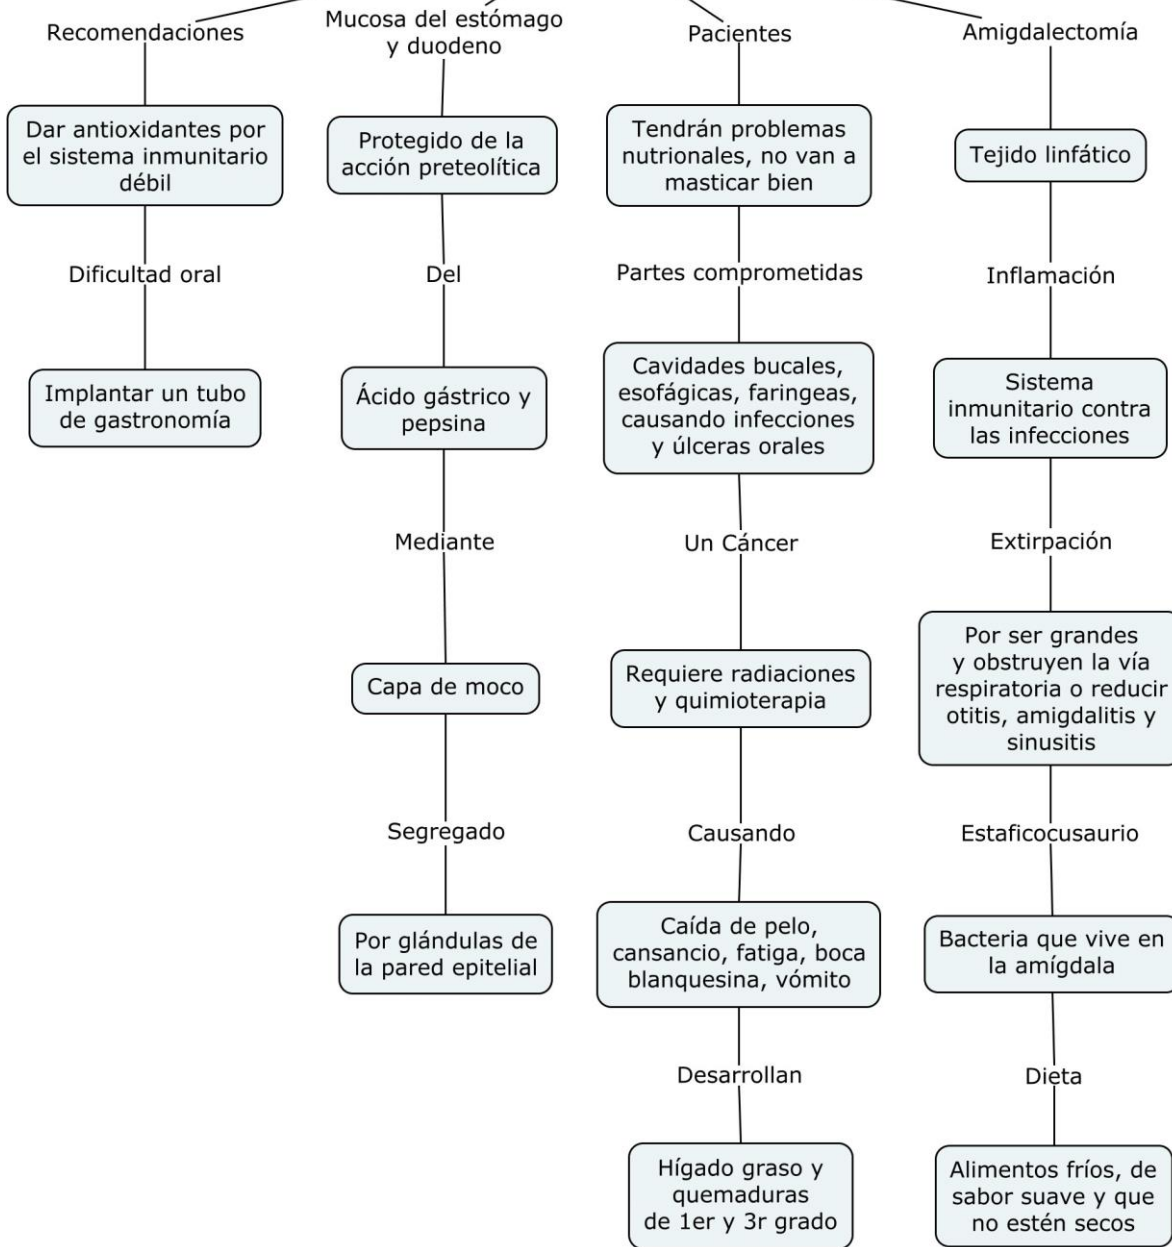 Recomendaciones
Dar antioxidantes por
el sistema inmunitario
débil
Dificultad oral
Implantar un tubo
de gastronomía
Mucosa del estómago
y duodeno
Protegido de la
acción preteolítica
Del
Ácido gástrico y
pepsina
Mediante
Capa de moco
Segregado
Por glándulas de
la pared epitelial
Pacientes
Tendrán problemas
nutrionales, no van a
masticar bien
Partes comprometidas
Cavidades bucales,
esofágicas, faringeas,
causando infecciones
y úlceras orales
Un Cáncer
Requiere radiaciones
y quimioterapia
Causando
Caída de pelo,
cansancio, fatiga, boca
blanquesina, vómito
Desarrollan
Hígado graso y
quemaduras
de 1er y 3r grado
Amigdalectomía
Tejido linfático
Inflamación
Sistema
inmunitario contra
las infecciones
Extirpación
Por ser grandes
y obstruyen la vía
respiratoria o reducir
otitis, amigdalitis y
sinusitis
Estaficocusaurio
Bacteria que vive en
la amígdala
Dieta
Alimentos fríos, de
sabor suave y que
no estén secos